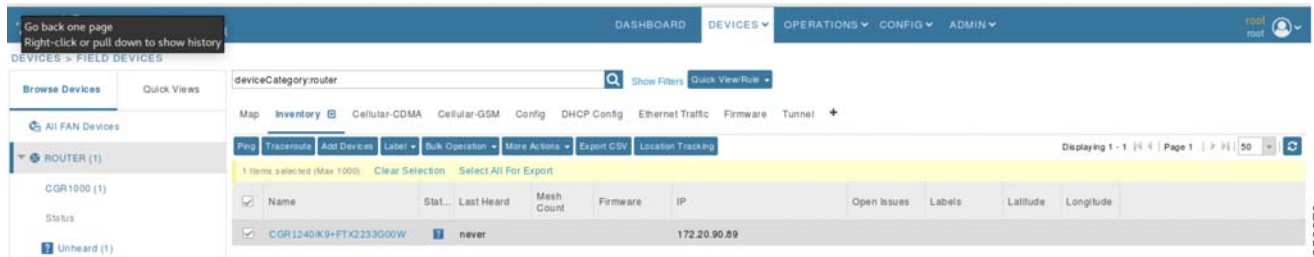 Go back one page
Right-click or pull down to show history
DASHBOARD DEVICES OPERATIONS CONFIG ADMIN
root
root
DEVICES > FIELD DEVICES
Browse Devices Quick Views
deviceCategory:router Show Filters Quick View/Rule
Map Inventory Cellular-CDMA Cellular-GSM Config DHCP Config Ethernet Traffic Firmware Tunnel +
All FAN Devices
Ping Traceroute Add Devices Label Bulk Operation More Actions Export CSV Location Tracking Displaying 1 - 1 Page 1 50
ROUTER (1)
1 Items selected (Max 1000) Clear Selection Select All For Export
CGR1000 (1)
Name Stat... Last Heard Mesh Count Firmware IP Open Issues Labels Latitude Longitude
Status
CGR1240/K9+FTX2233G00W ? never 172.20.90.89
? Unheard (1)